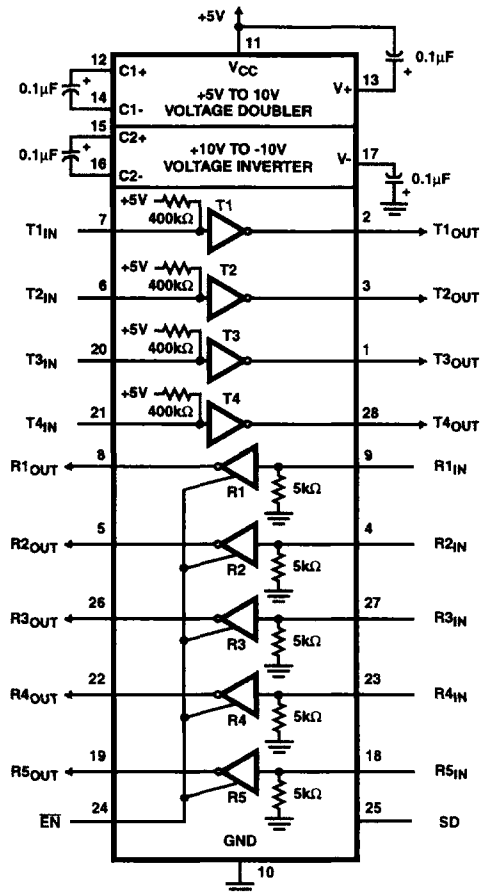 +5V
11
12
C1+
VCC
0.1µF
+
+
0.1µF
13
V+
14
C1-
+5V TO 10V
VOLTAGE DOUBLER
15
C2+
+10V TO -10V
VOLTAGE INVERTER
0.1µF
+
16
C2-
V-
17
+
0.1µF
+5V
400kΩ
T1
T1IN
7
2
T1OUT
+5V
400kΩ
T2
T2IN
6
3
T2OUT
+5V
400kΩ
T3
T3IN
20
1
T3OUT
+5V
400kΩ
T4
T4IN
21
28
T4OUT
R1OUT
8
9
R1IN
R1
5kΩ
R2OUT
5
4
R2IN
R2
5kΩ
R3OUT
26
27
R3IN
R3
5kΩ
R4OUT
22
23
R4IN
R4
5kΩ
R5OUT
19
18
R5IN
R5
5kΩ
EN
24
25
SD
GND
10